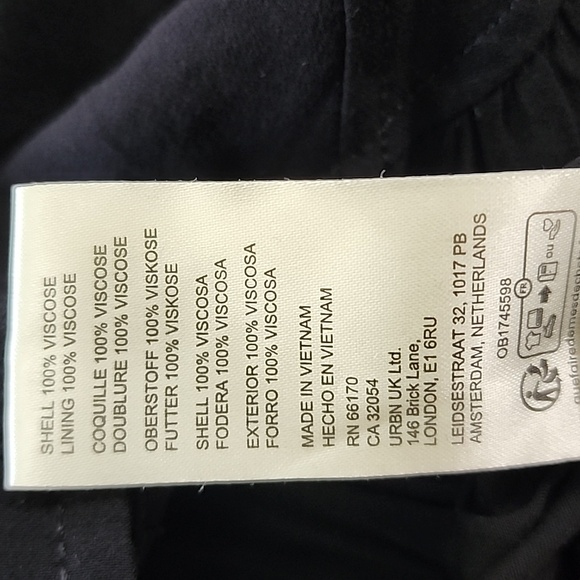 SHELL 100% VISCOSE
LINING 100% VISCOSE
COQUILLE 100% VISCOSE
DOUBLURE 100% VISCOSE
OBERSTOFF 100% VISKOSE
FUTTER 100% VISKOSE
SHELL 100% VISCOSA
FODERA 100% VISCOSA
EXTERIOR 100% VISCOSA
FORRO 100% VISCOSA
MADE IN VIETNAM
HECHO EN VIETNAM
RN 66170
CA 32054
URBN UK Ltd.
146 Brick Lane,
LONDON, E1 6RU
LEIDSESTRAAT 32, 1017 PB
AMSTERDAM, NETHERLANDS
OB1745598
FR
OU